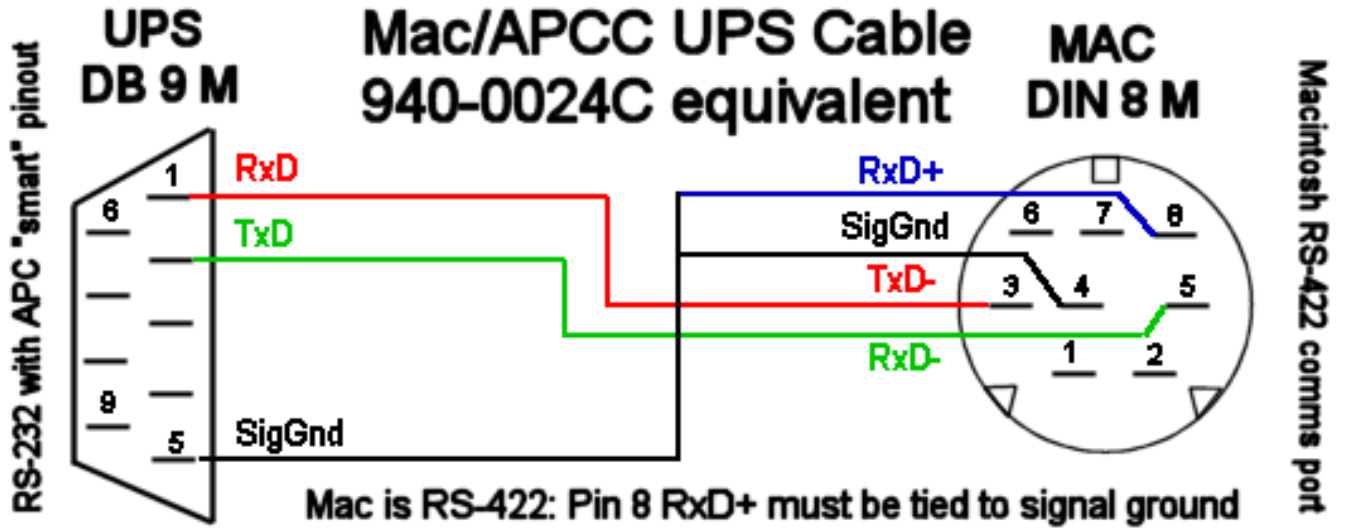 UPS
DB 9 M
Mac/APCC UPS Cable
940-0024C equivalent
MAC
DIN 8 M
RS-232 with APC "smart" pinout
Macintosh RS-422 comms port
1
6
9
5
RxD
TxD
SigGnd
RxD+
SigGnd
TxD-
RxD-
6
7
8
3
4
5
1
2
Mac is RS-422: Pin 8 RxD+ must be tied to signal ground